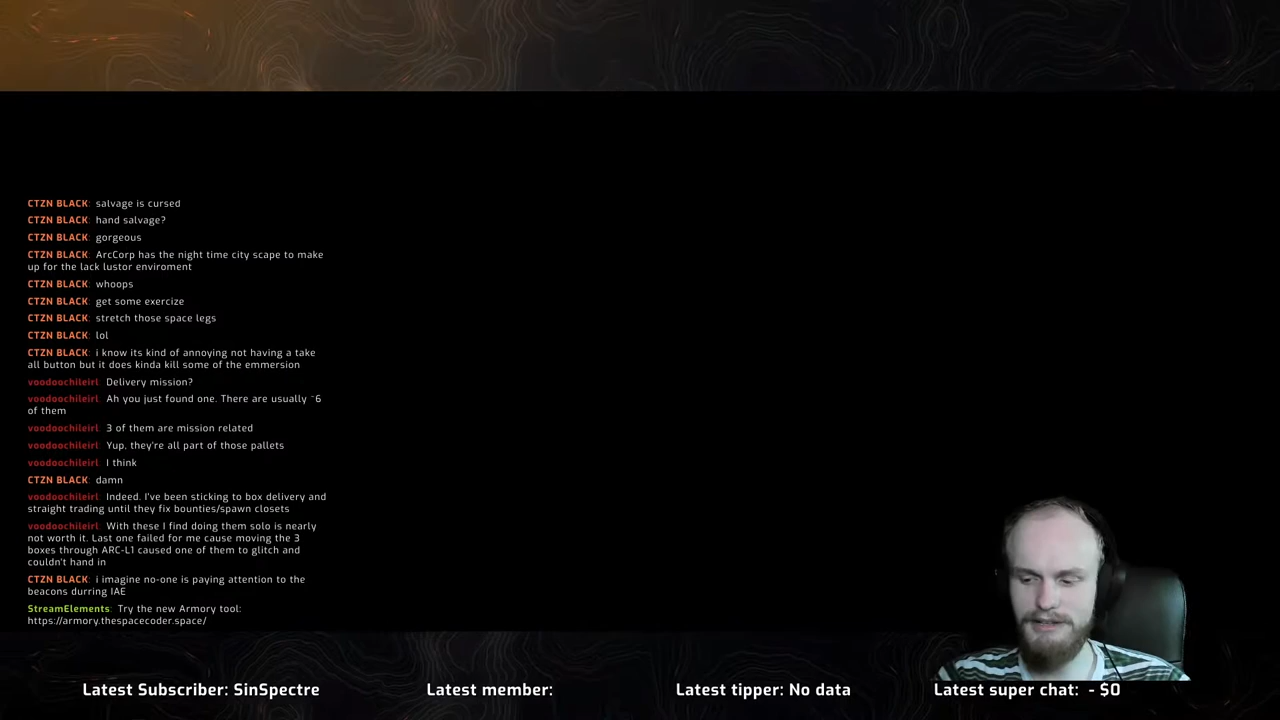 CTZN BLACK: salvage is cursed
CTZN BLACK: hand salvage?
CTZN BLACK: gorgeous
CTZN BLACK: ArcCorp has the night time city scape to make
up for the lack lustor enviroment
CTZN BLACK: whoops
CTZN BLACK: get some exercize
CTZN BLACK: stretch those space legs
CTZN BLACK: lol
CTZN BLACK: i know its kind of annoying not having a take
all button but it does kinda kill some of the emmersion
voodoochileirl: Delivery mission?
voodoochileirl: Ah you just found one. There are usually ~6
of them
voodoochileirl: 3 of them are mission related
voodoochileirl: Yup, they're all part of those pallets
voodoochileirl: I think
CTZN BLACK: damn
voodoochileirl: Indeed. I've been sticking to box delivery and
straight trading until they fix bounties/spawn closets
voodoochileirl: With these I find doing them solo is nearly
not worth it. Last one failed for me cause moving the 3
boxes through ARC-L1 caused one of them to glitch and
couldn't hand in
CTZN BLACK: i imagine no-one is paying attention to the
beacons durring IAE
StreamElements: Try the new Armory tool:
https://armory.thespacecoder.space/
Latest Subscriber: SinSpectre
Latest member:
Latest tipper: No data
Latest super chat: - $0